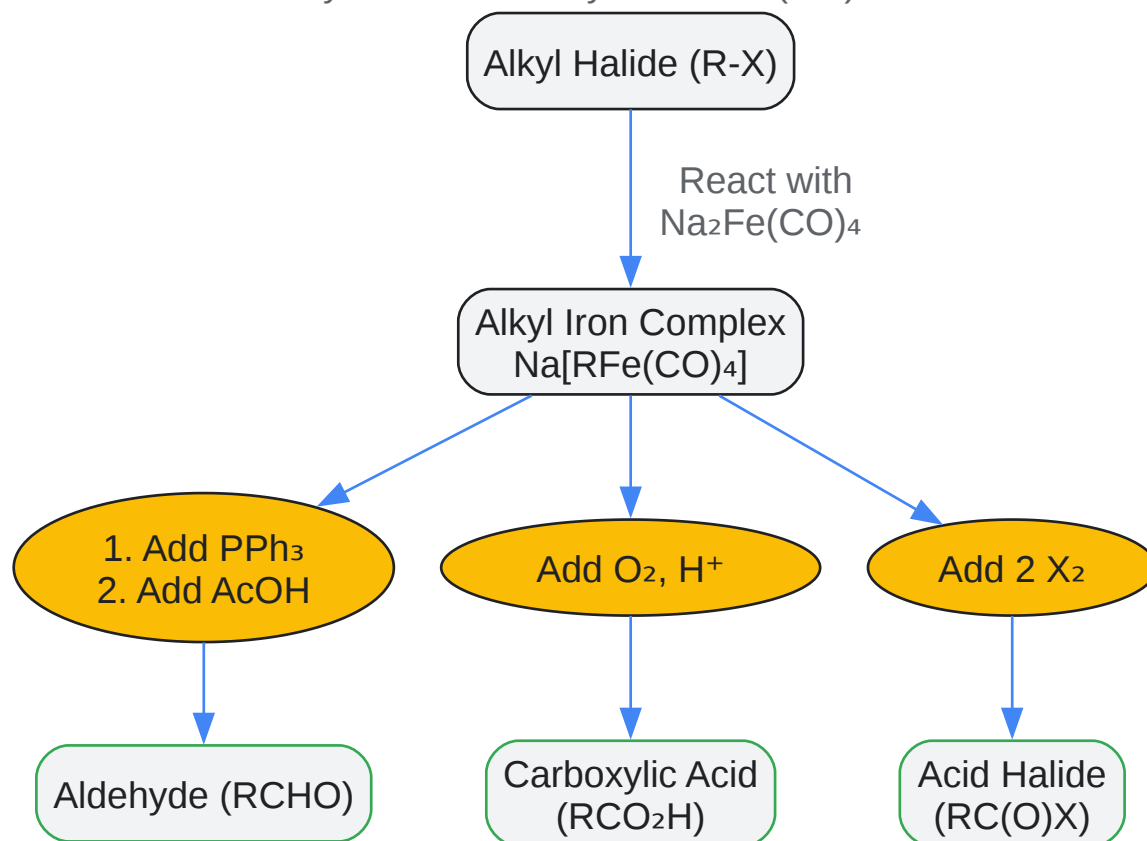 Alkyl Halide (R-X)
React with
Na₂Fe(CO)₄
Alkyl Iron Complex
Na[RFe(CO)₄]
1. Add PPh₃
2. Add AcOH
Add O₂, H⁺
Add 2 X₂
Aldehyde (RCHO)
Carboxylic Acid
(RCO₂H)
Acid Halide
(RC(O)X)